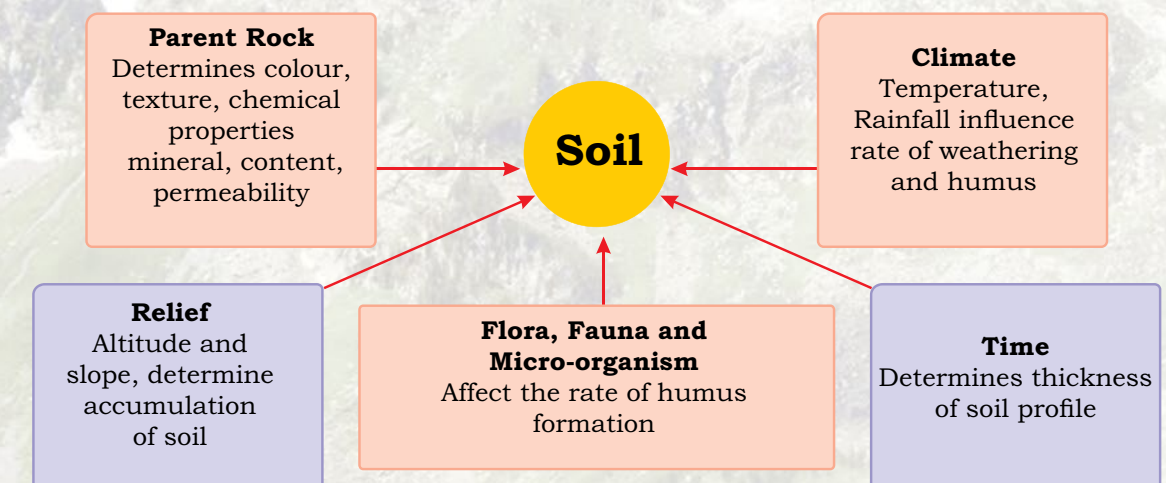 Parent Rock
Determines colour,
texture, chemical
properties
mineral, content,
permeability
Soil
Climate
Temperature,
Rainfall influence
rate of weathering
and humus
Relief
Altitude and
slope, determine
accumulation
of soil
Flora, Fauna and
Micro-organism
Affect the rate of humus
formation
Time
Determines thickness
of soil profile